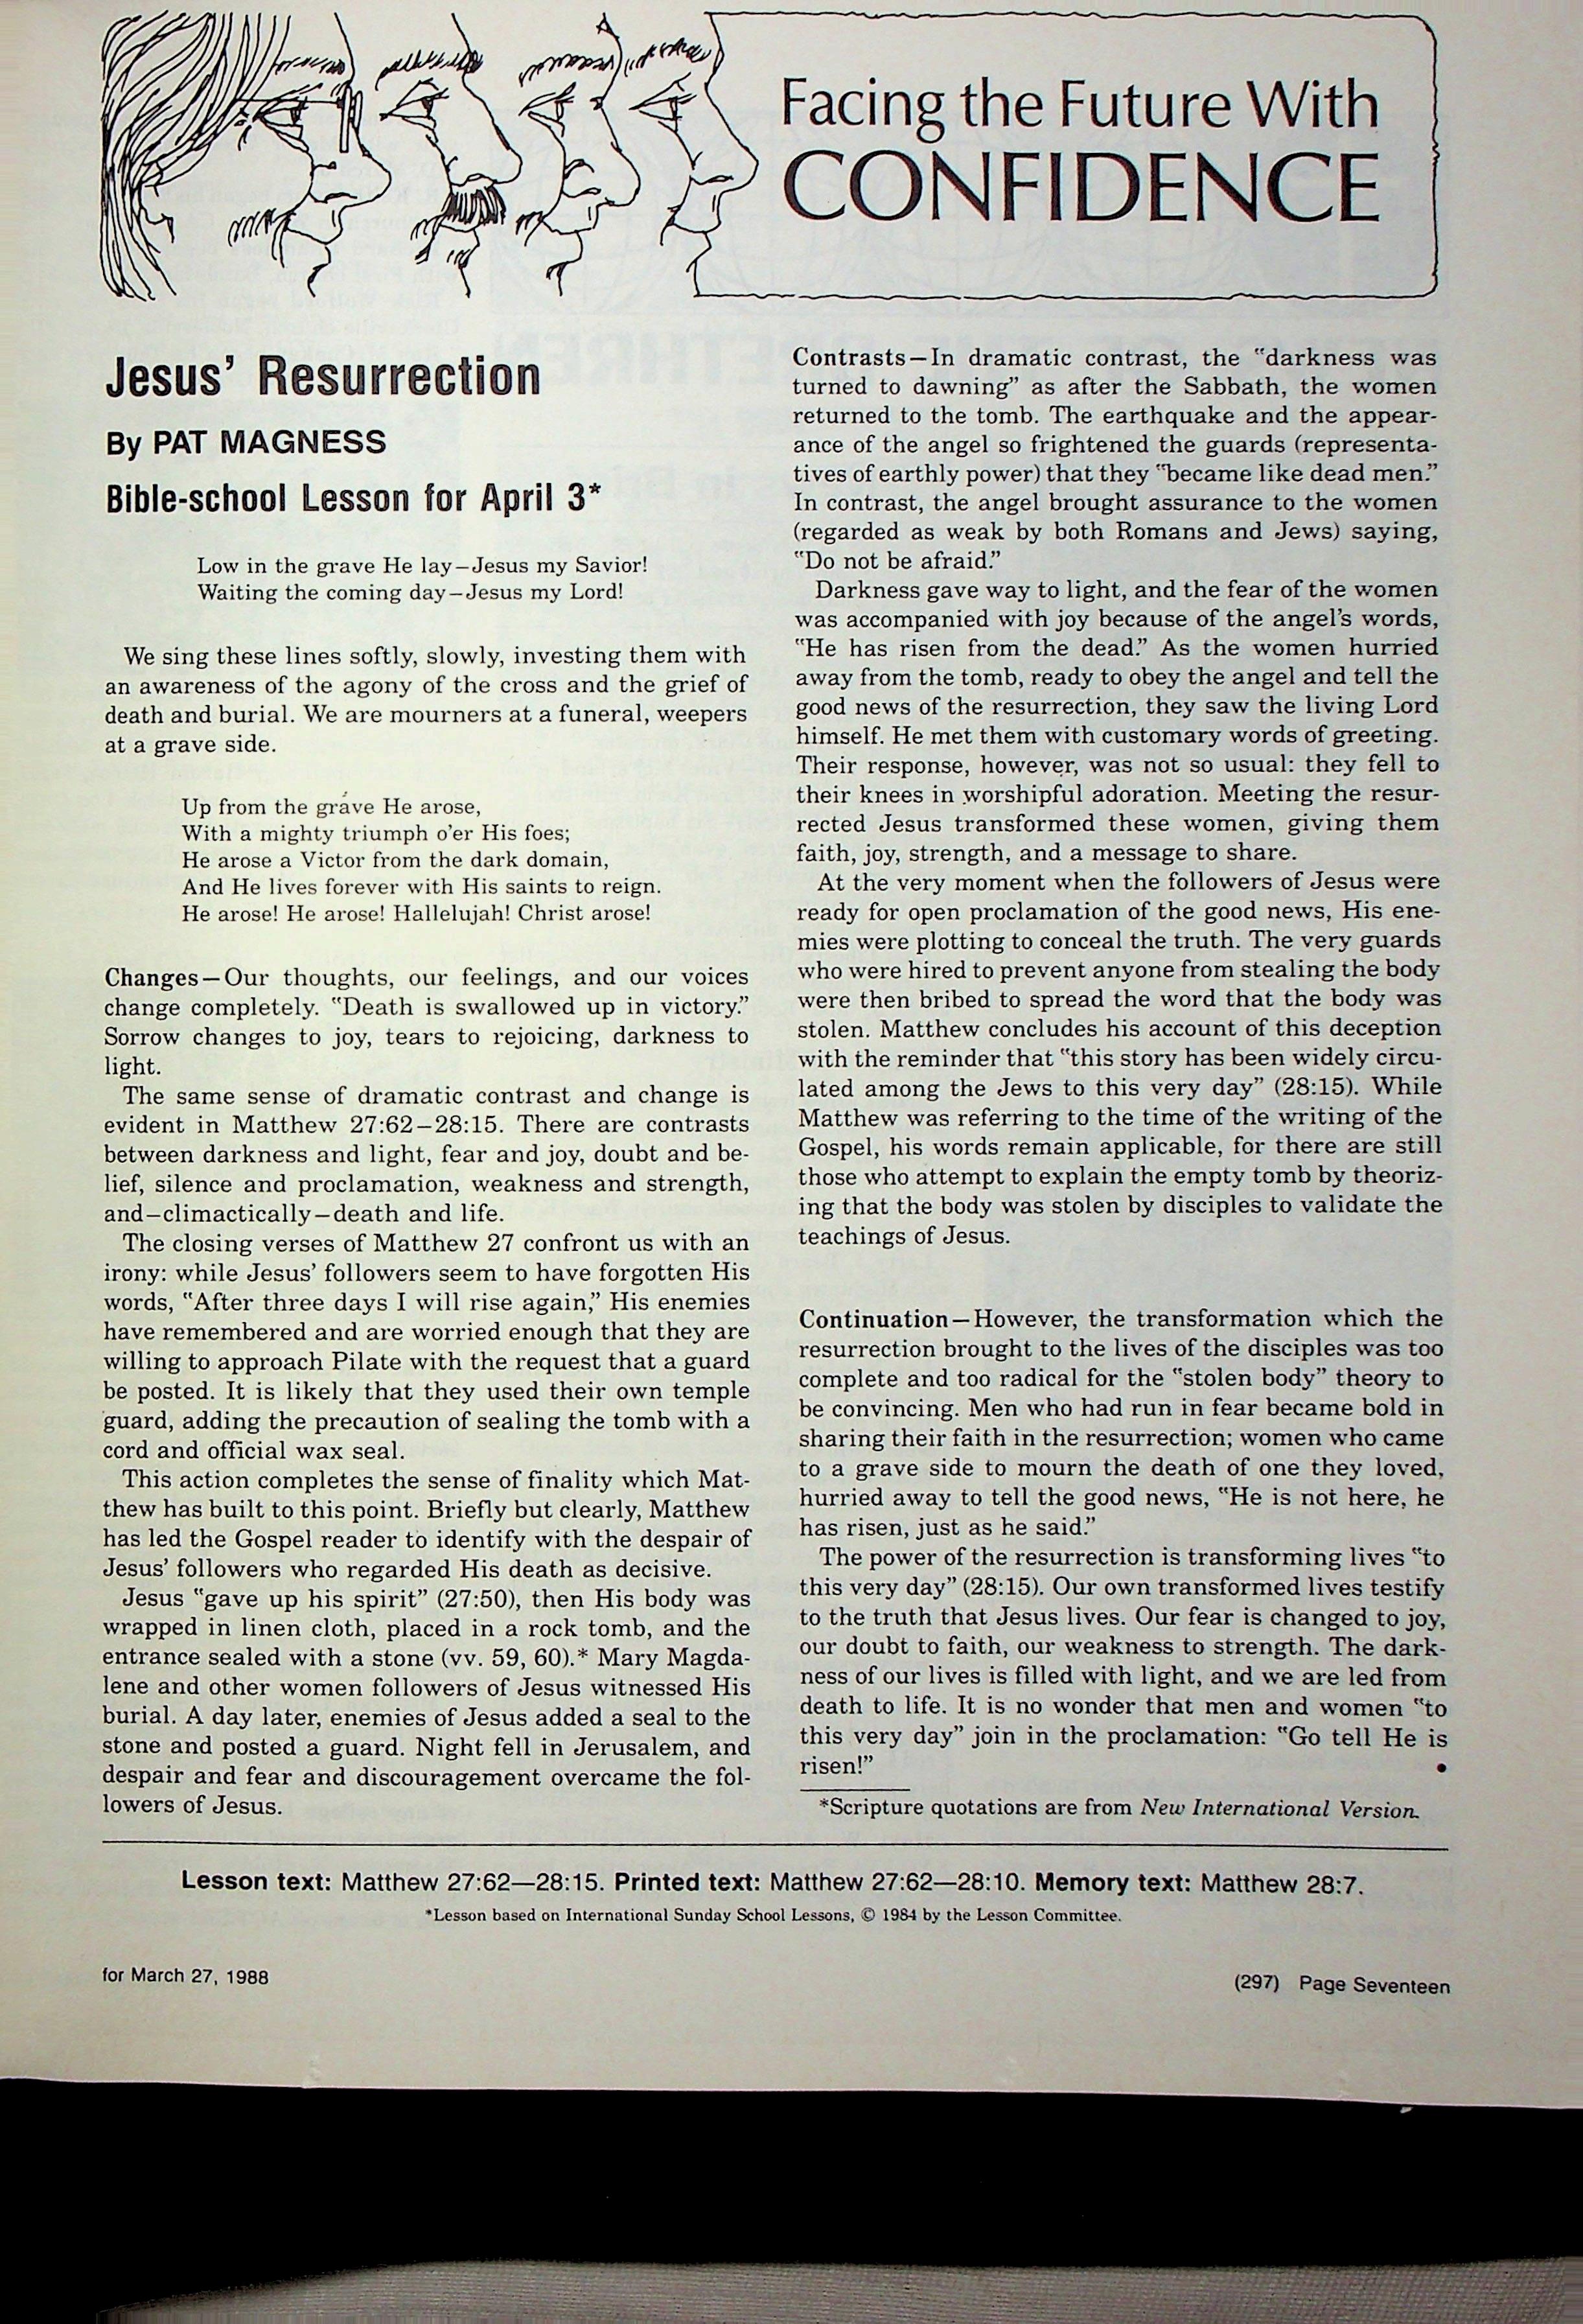 Facing the Future With
CONFIDENCE
Jesus' Resurrection
By PAT MAGNESS
Bible-school Lesson for April 3*
Low in the grave He lay—Jesus my Savior!
Waiting the coming day—Jesus my Lord!
We sing these lines softly, slowly, investing them with
an awareness of the agony of the cross and the grief of
death and burial. We are mourners at a funeral, weepers
at a grave side.
Up from the grave He arose,
With a mighty triumph o'er His foes;
He arose a Victor from the dark domain,
And He lives forever with His saints to reign.
He arose! He arose! Hallelujah! Christ arose!
Changes—Our thoughts, our feelings, and our voices
change completely. "Death is swallowed up in victory."
Sorrow changes to joy, tears to rejoicing, darkness to
light.
The same sense of dramatic contrast and change is
evident in Matthew 27:62–28:15. There are contrasts
between darkness and light, fear and joy, doubt and be-
lief, silence and proclamation, weakness and strength,
and—climactically—death and life.
The closing verses of Matthew 27 confront us with an
irony: while Jesus' followers seem to have forgotten His
words, "After three days I will rise again," His enemies
have remembered and are worried enough that they are
willing to approach Pilate with the request that a guard
be posted. It is likely that they used their own temple
guard, adding the precaution of sealing the tomb with a
cord and official wax seal.
This action completes the sense of finality which Mat-
thew has built to this point. Briefly but clearly, Matthew
has led the Gospel reader to identify with the despair of
Jesus' followers who regarded His death as decisive.
Jesus "gave up his spirit" (27:50), then His body was
wrapped in linen cloth, placed in a rock tomb, and the
entrance sealed with a stone (vv. 59, 60).* Mary Magda-
lene and other women followers of Jesus witnessed His
burial. A day later, enemies of Jesus added a seal to the
stone and posted a guard. Night fell in Jerusalem, and
despair and fear and discouragement overcame the fol-
lowers of Jesus.
Contrasts—In dramatic contrast, the "darkness was
turned to dawning" as after the Sabbath, the women
returned to the tomb. The earthquake and the appear-
ance of the angel so frightened the guards (representa-
tives of earthly power) that they "became like dead men."
In contrast, the angel brought assurance to the women
(regarded as weak by both Romans and Jews) saying,
"Do not be afraid."
Darkness gave way to light, and the fear of the women
was accompanied with joy because of the angel's words,
"He has risen from the dead." As the women hurried
away from the tomb, ready to obey the angel and tell the
good news of the resurrection, they saw the living Lord
himself. He met them with customary words of greeting.
Their response, however, was not so usual: they fell to
their knees in worshipful adoration. Meeting the resur-
rected Jesus transformed these women, giving them
faith, joy, strength, and a message to share.
At the very moment when the followers of Jesus were
ready for open proclamation of the good news, His ene-
mies were plotting to conceal the truth. The very guards
who were hired to prevent anyone from stealing the body
were then bribed to spread the word that the body was
stolen. Matthew concludes his account of this deception
with the reminder that "this story has been widely circu-
lated among the Jews to this very day" (28:15). While
Matthew was referring to the time of the writing of the
Gospel, his words remain applicable, for there are still
those who attempt to explain the empty tomb by theoriz-
ing that the body was stolen by disciples to validate the
teachings of Jesus.
Continuation—However, the transformation which the
resurrection brought to the lives of the disciples was too
complete and too radical for the "stolen body" theory to
be convincing. Men who had run in fear became bold in
sharing their faith in the resurrection; women who came
to a grave side to mourn the death of one they loved,
hurried away to tell the good news, "He is not here, he
has risen, just as he said."
The power of the resurrection is transforming lives "to
this very day" (28:15). Our own transformed lives testify
to the truth that Jesus lives. Our fear is changed to joy,
our doubt to faith, our weakness to strength. The dark-
ness of our lives is filled with light, and we are led from
death to life. It is no wonder that men and women "to
this very day" join in the proclamation: "Go tell He is
risen!" •
*Scripture quotations are from New International Version.
Lesson text: Matthew 27:62—28:15. Printed text: Matthew 27:62—28:10. Memory text: Matthew 28:7.
*Lesson based on International Sunday School Lessons, © 1984 by the Lesson Committee.
for March 27, 1988
(297) Page Seventeen